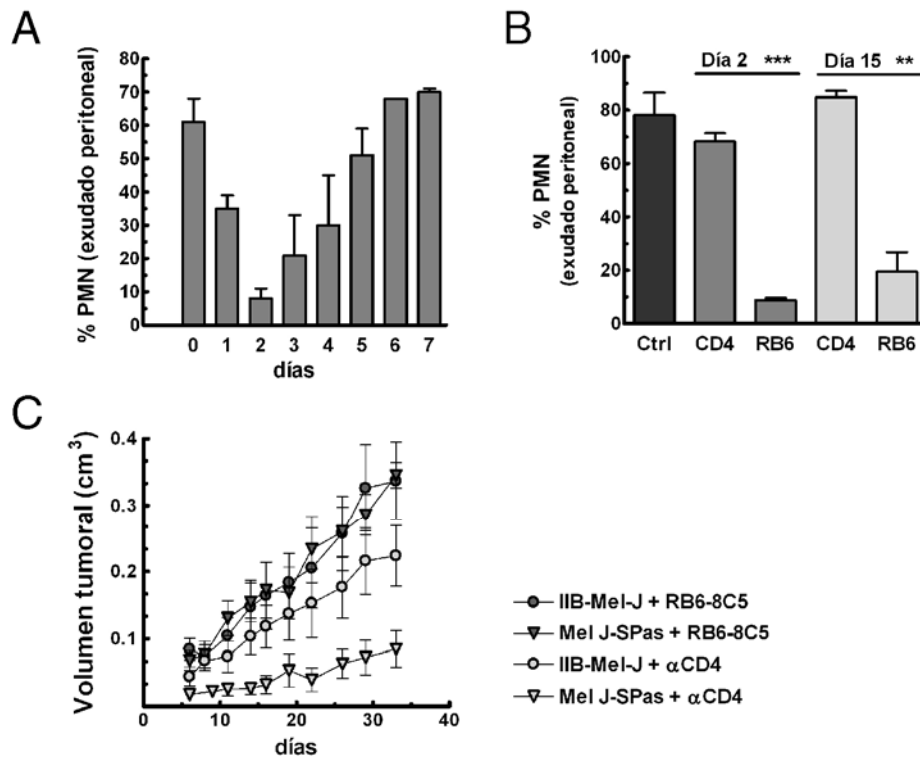 A
% PMN (exudado peritoneal)
80
70
60
50
40
30
20
10
0
0 1 2 3 4 5 6 7
días
B
% PMN
(exudado peritoneal)
100
80
60
40
20
0
Día 2 ***
Día 15 **
Ctrl CD4 RB6 CD4 RB6
C
Volumen tumoral (cm³)
0.4
0.3
0.2
0.1
0 10 20 30 40
días
IIB-Mel-J + RB6-8C5
Mel J-SPas + RB6-8C5
IIB-Mel-J + αCD4
Mel J-SPas + αCD4